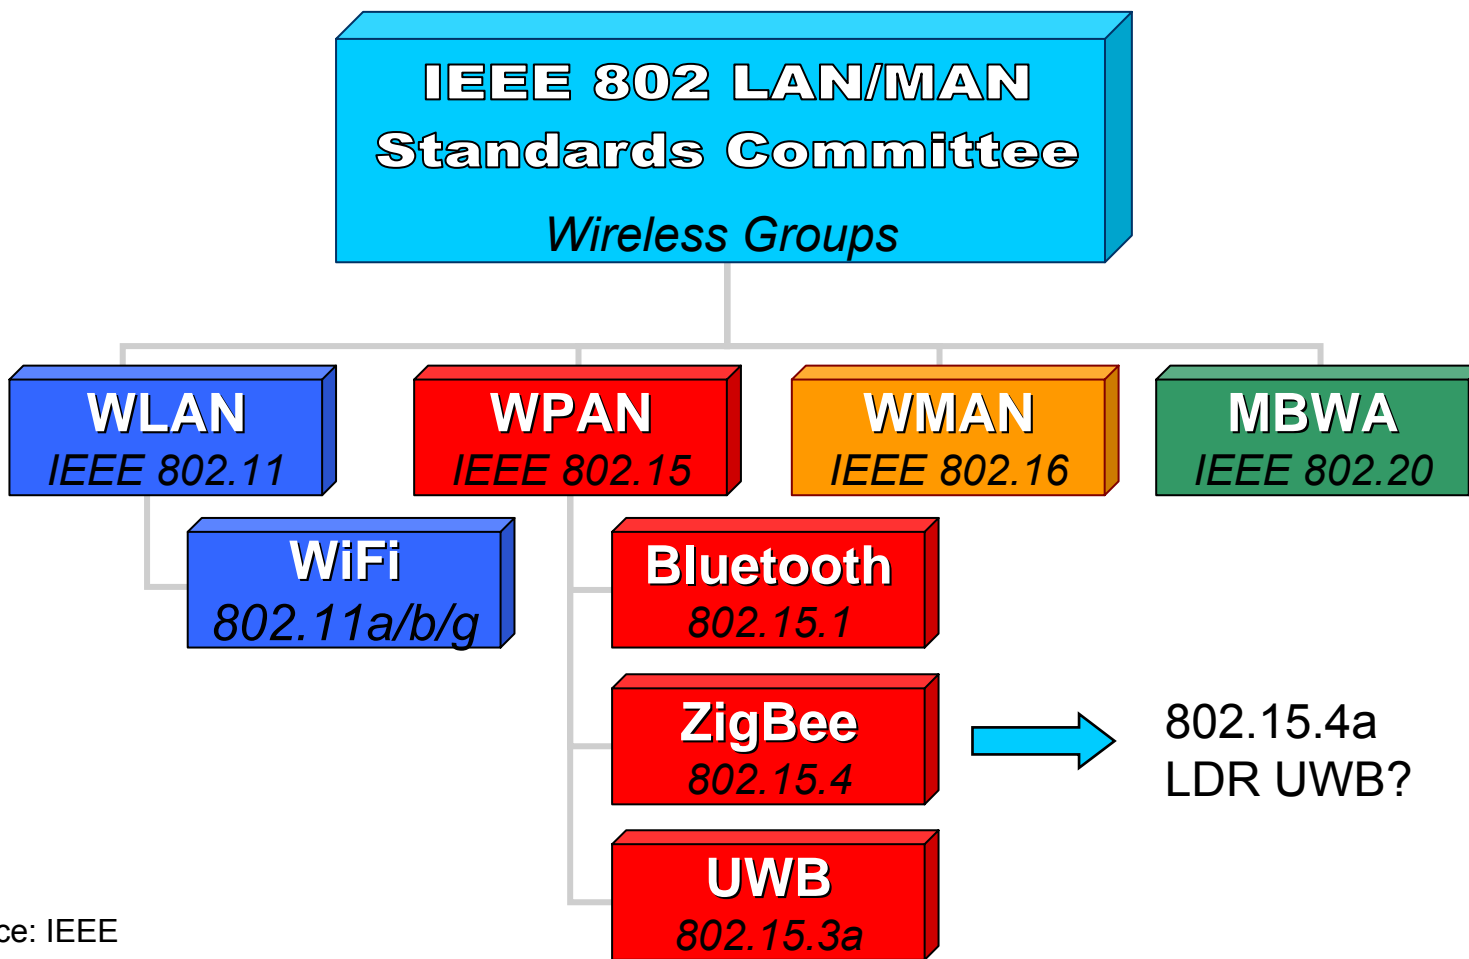 IEEE 802 LAN/MAN
Standards Committee
Wireless Groups
WLAN
IEEE 802.11
WPAN
IEEE 802.15
WMAN
IEEE 802.16
MBWA
IEEE 802.20
WiFi
802.11a/b/g
Bluetooth
802.15.1
ZigBee
802.15.4
802.15.4a
LDR UWB?
UWB
802.15.3a
ce: IEEE